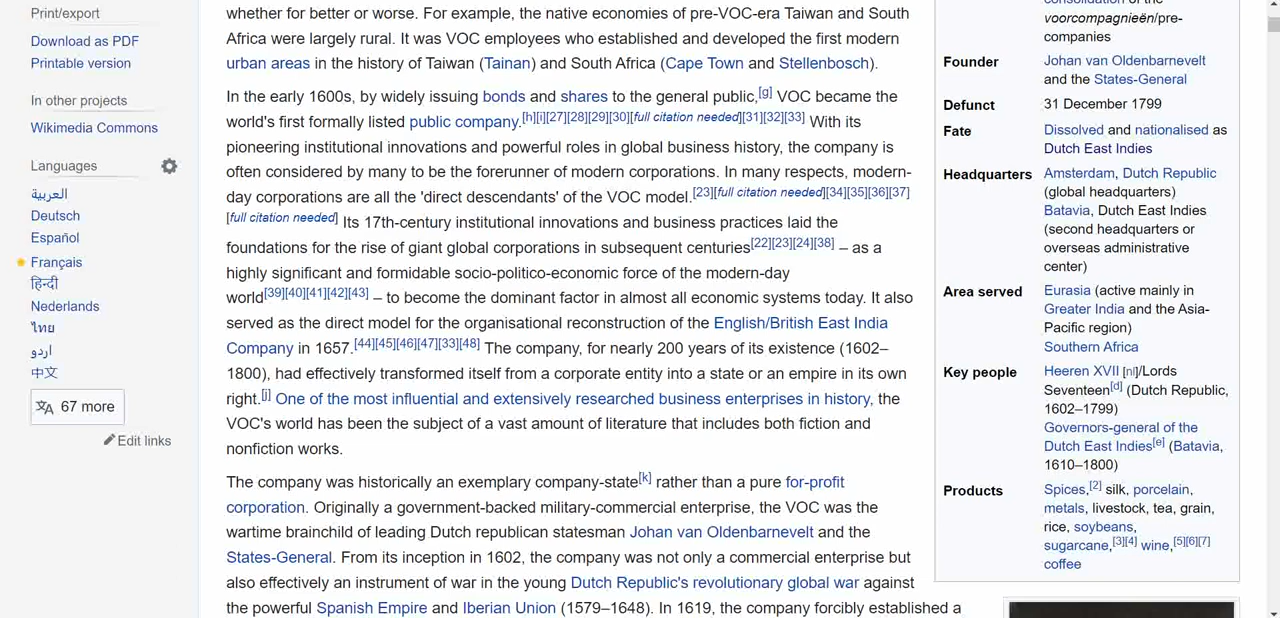 Print/export
Download as PDF
Printable version
In other projects
Wikimedia Commons
Languages
العربية
Deutsch
Español
Français
हिन्दी
Nederlands
ไทย
اردو
中文
67 more
Edit links
whether for better or worse. For example, the native economies of pre-VOC-era Taiwan and South
Africa were largely rural. It was VOC employees who established and developed the first modern
urban areas in the history of Taiwan (Tainan) and South Africa (Cape Town and Stellenbosch).
In the early 1600s, by widely issuing bonds and shares to the general public,[g] VOC became the
world's first formally listed public company.[h][i][27][28][29][30][full citation needed][31][32][33] With its
pioneering institutional innovations and powerful roles in global business history, the company is
often considered by many to be the forerunner of modern corporations. In many respects, modern-
day corporations are all the 'direct descendants' of the VOC model.[23][full citation needed][34][35][36][37]
[full citation needed] Its 17th-century institutional innovations and business practices laid the
foundations for the rise of giant global corporations in subsequent centuries[22][23][24][38] – as a
highly significant and formidable socio-politico-economic force of the modern-day
world[39][40][41][42][43] – to become the dominant factor in almost all economic systems today. It also
served as the direct model for the organisational reconstruction of the English/British East India
Company in 1657.[44][45][46][47][33][48] The company, for nearly 200 years of its existence (1602–
1800), had effectively transformed itself from a corporate entity into a state or an empire in its own
right.[j] One of the most influential and extensively researched business enterprises in history, the
VOC's world has been the subject of a vast amount of literature that includes both fiction and
nonfiction works.
The company was historically an exemplary company-state[k] rather than a pure for-profit
corporation. Originally a government-backed military-commercial enterprise, the VOC was the
wartime brainchild of leading Dutch republican statesman Johan van Oldenbarnevelt and the
States-General. From its inception in 1602, the company was not only a commercial enterprise but
also effectively an instrument of war in the young Dutch Republic's revolutionary global war against
the powerful Spanish Empire and Iberian Union (1579–1648). In 1619, the company forcibly established a
consolidation of the
voorcompagnieën/pre-
companies
Founder Johan van Oldenbarnevelt
and the States-General
Defunct 31 December 1799
Fate Dissolved and nationalised as
Dutch East Indies
Headquarters Amsterdam, Dutch Republic
(global headquarters)
Batavia, Dutch East Indies
(second headquarters or
overseas administrative
center)
Area served Eurasia (active mainly in
Greater India and the Asia-
Pacific region)
Southern Africa
Key people Heeren XVII [nl]/Lords
Seventeen[d] (Dutch Republic,
1602–1799)
Governors-general of the
Dutch East Indies[e] (Batavia,
1610–1800)
Products Spices,[2] silk, porcelain,
metals, livestock, tea, grain,
rice, soybeans,
sugarcane,[3][4] wine,[5][6][7]
coffee